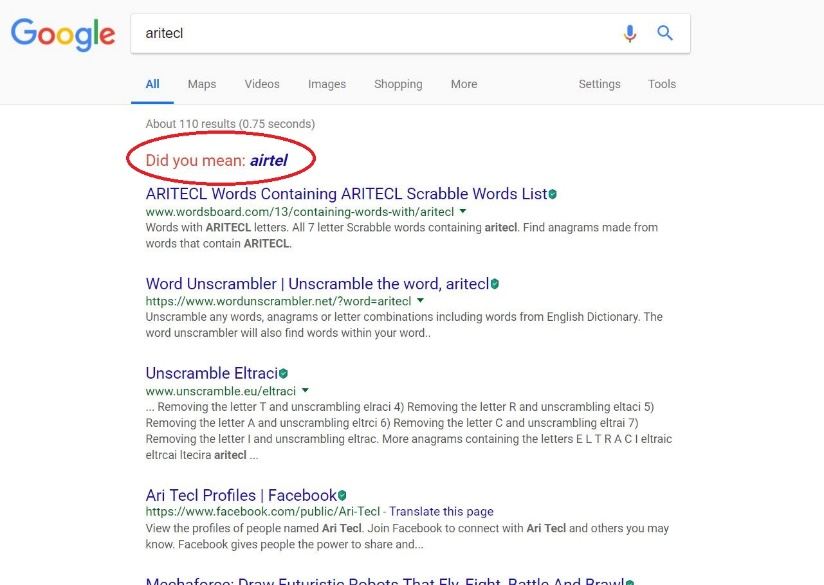 Google
aritecl
All Maps Videos Images Shopping More Settings Tools
About 110 results (0.75 seconds)
Did you mean: airtel
ARITECL Words Containing ARITECL Scrabble Words List
www.wordsboard.com/13/containing-words-with/aritecl
Words with ARITECL letters. All 7 letter Scrabble words containing aritecl. Find anagrams made from
words that contain ARITECL.
Word Unscrambler | Unscramble the word, aritecl
https://www.wordunscrambler.net/?word=aritecl
Unscramble any words, anagrams or letter combinations including words from English Dictionary. The
word unscrambler will also find words within your word..
Unscramble Eltraci
www.unscramble.eu/eltraci
... Removing the letter T and unscrambling elraci 4) Removing the letter R and unscrambling eltaci 5)
Removing the letter A and unscrambling eltrci 6) Removing the letter C and unscrambling eltrai 7)
Removing the letter I and unscrambling eltrac. More anagrams containing the letters E L T R A C I eltraic
eltrcai ltecira aritecl ...
Ari Tecl Profiles | Facebook
https://www.facebook.com/public/Ari-Tecl - Translate this page
View the profiles of people named Ari Tecl. Join Facebook to connect with Ari Tecl and others you may
know. Facebook gives people the power to share and...
Mechaforce: Draw Futuristic Robots That Fly, Fight, Battle And Brawl